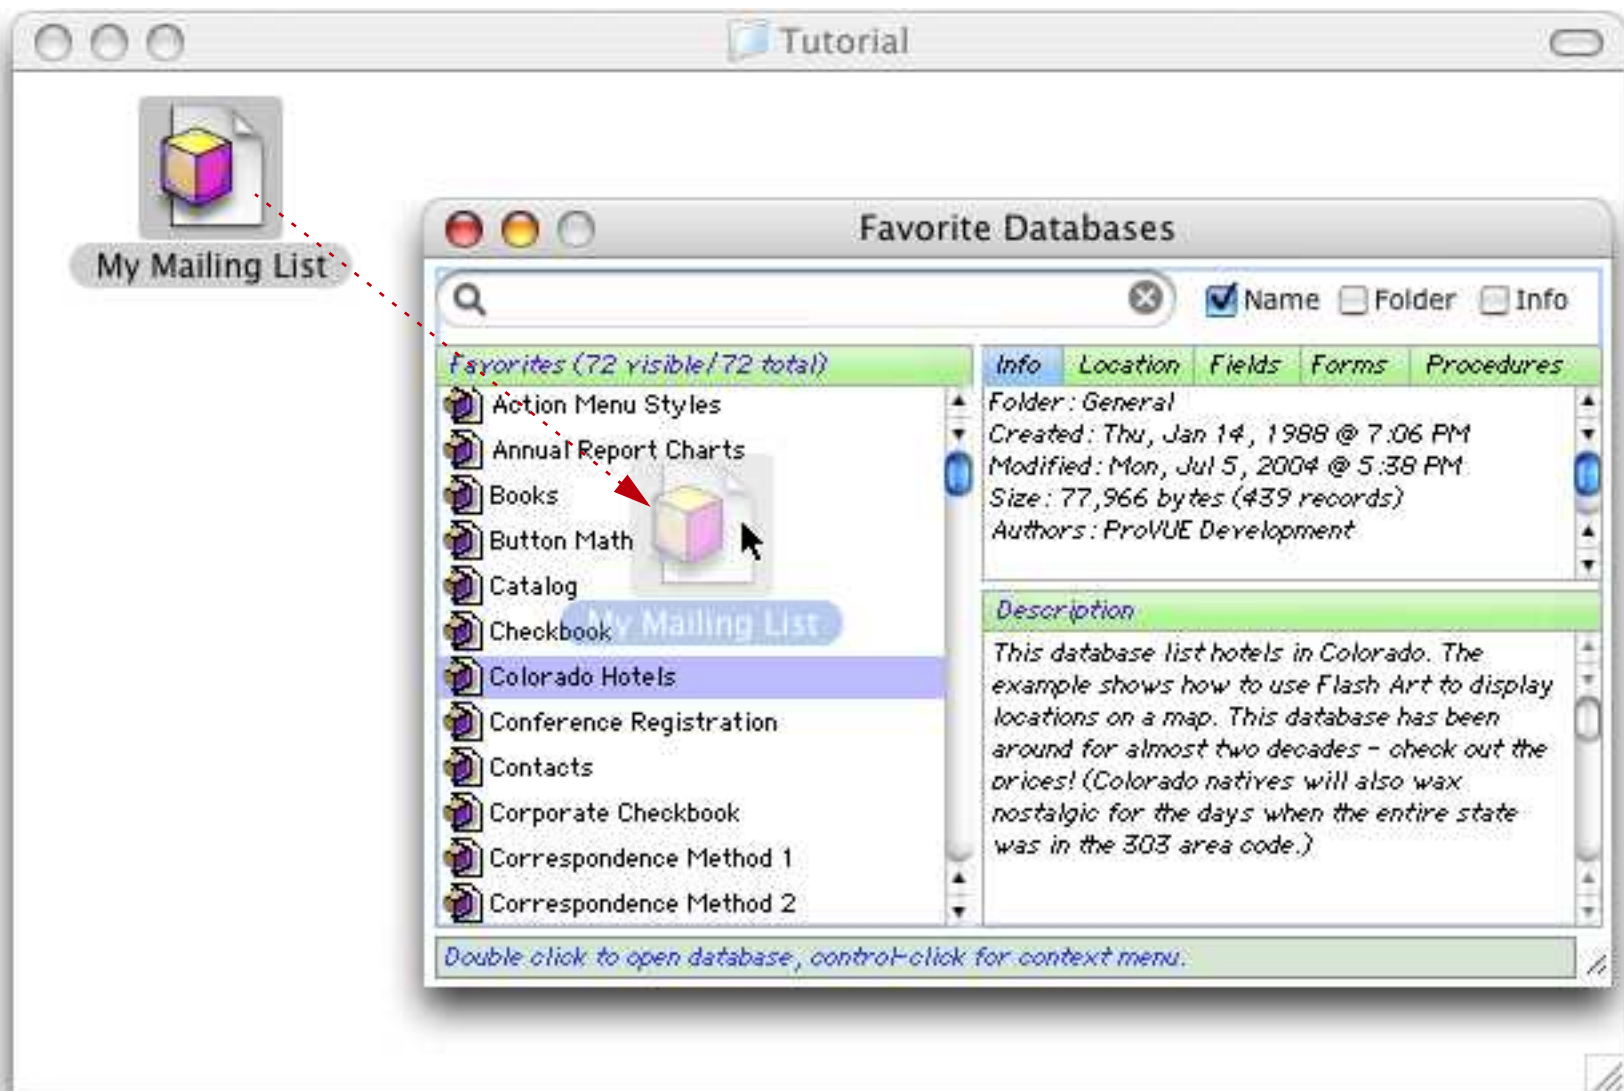 Tutorial
My Mailing List
Favorite Databases
Name Folder Info
Favorites (72 visible/72 total)
Action Menu Styles
Annual Report Charts
Books
Button Math
Catalog
Checkbook
My Mailing List
Colorado Hotels
Conference Registration
Contacts
Corporate Checkbook
Correspondence Method 1
Correspondence Method 2
Info Location Fields Forms Procedures
Folder : General
Created : Thu, Jan 14, 1988 @ 7:06 PM
Modified : Mon, Jul 5, 2004 @ 5:38 PM
Size : 77,966 bytes (439 records)
Authors : ProVUE Development
Description
This database list hotels in Colorado. The
example shows how to use Flash Art to display
locations on a map. This database has been
around for almost two decades - check out the
prices! (Colorado natives will also wax
nostalgic for the days when the entire state
was in the 303 area code.)
Double click to open database, control-click for context menu.